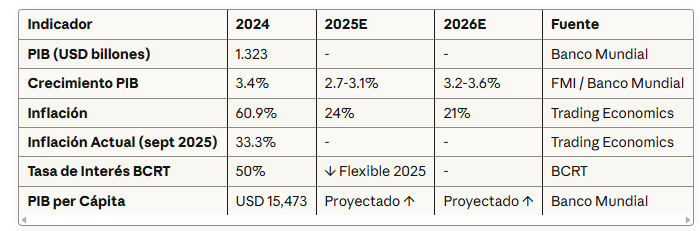 Indicador 2024 2025E 2026E Fuente
PIB (USD billones) 1.323 - - Banco Mundial
Crecimiento PIB 3.4% 2.7-3.1% 3.2-3.6% FMI / Banco Mundial
Inflación 60.9% 24% 21% Trading Economics
Inflación Actual (sept 2025) 33.3% - - Trading Economics
Tasa de Interés BCRT 50% ↓ Flexible 2025 - BCRT
PIB per Cápita USD 15,473 Proyectado ↑ Proyectado ↑ Banco Mundial